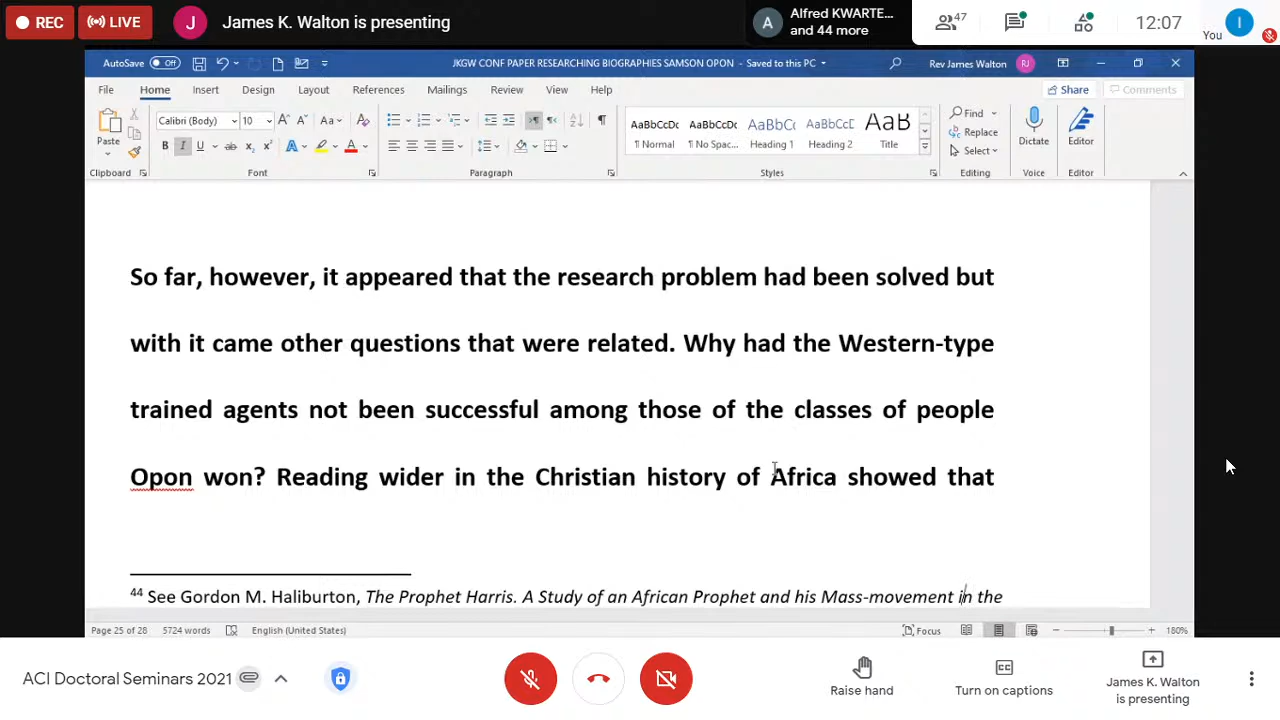 REC
LIVE
J
James K. Walton is presenting
A
Alfred KWARTE...
and 44 more
47
12:07
You
I
AutoSave
Off
JKGW CONF PAPER RESEARCHING BIOGRAPHIES SAMSON OPON - Saved to this PC
Rev James Walton
RJ
File Home Insert Design Layout References Mailings Review View Help
Share
Comments
Paste
Calibri (Body)
10
Aa
B I U ab x₂ x²
A
A
AaBbCcDc AaBbCcDc AaBbCc AaBbCcD AaB
¶ Normal ¶ No Spac... Heading 1 Heading 2 Title
Find
Replace
Select
Dictate
Editor
Clipboard Font Paragraph Styles Editing Voice Editor
So far, however, it appeared that the research problem had been solved but
with it came other questions that were related. Why had the Western-type
trained agents not been successful among those of the classes of people
Opon won? Reading wider in the Christian history of Africa showed that
44 See Gordon M. Haliburton, The Prophet Harris. A Study of an African Prophet and his Mass-movement in the
Page 25 of 28 5724 words English (United States) Focus 180%
ACI Doctoral Seminars 2021
Raise hand
CC
Turn on captions
James K. Walton
is presenting